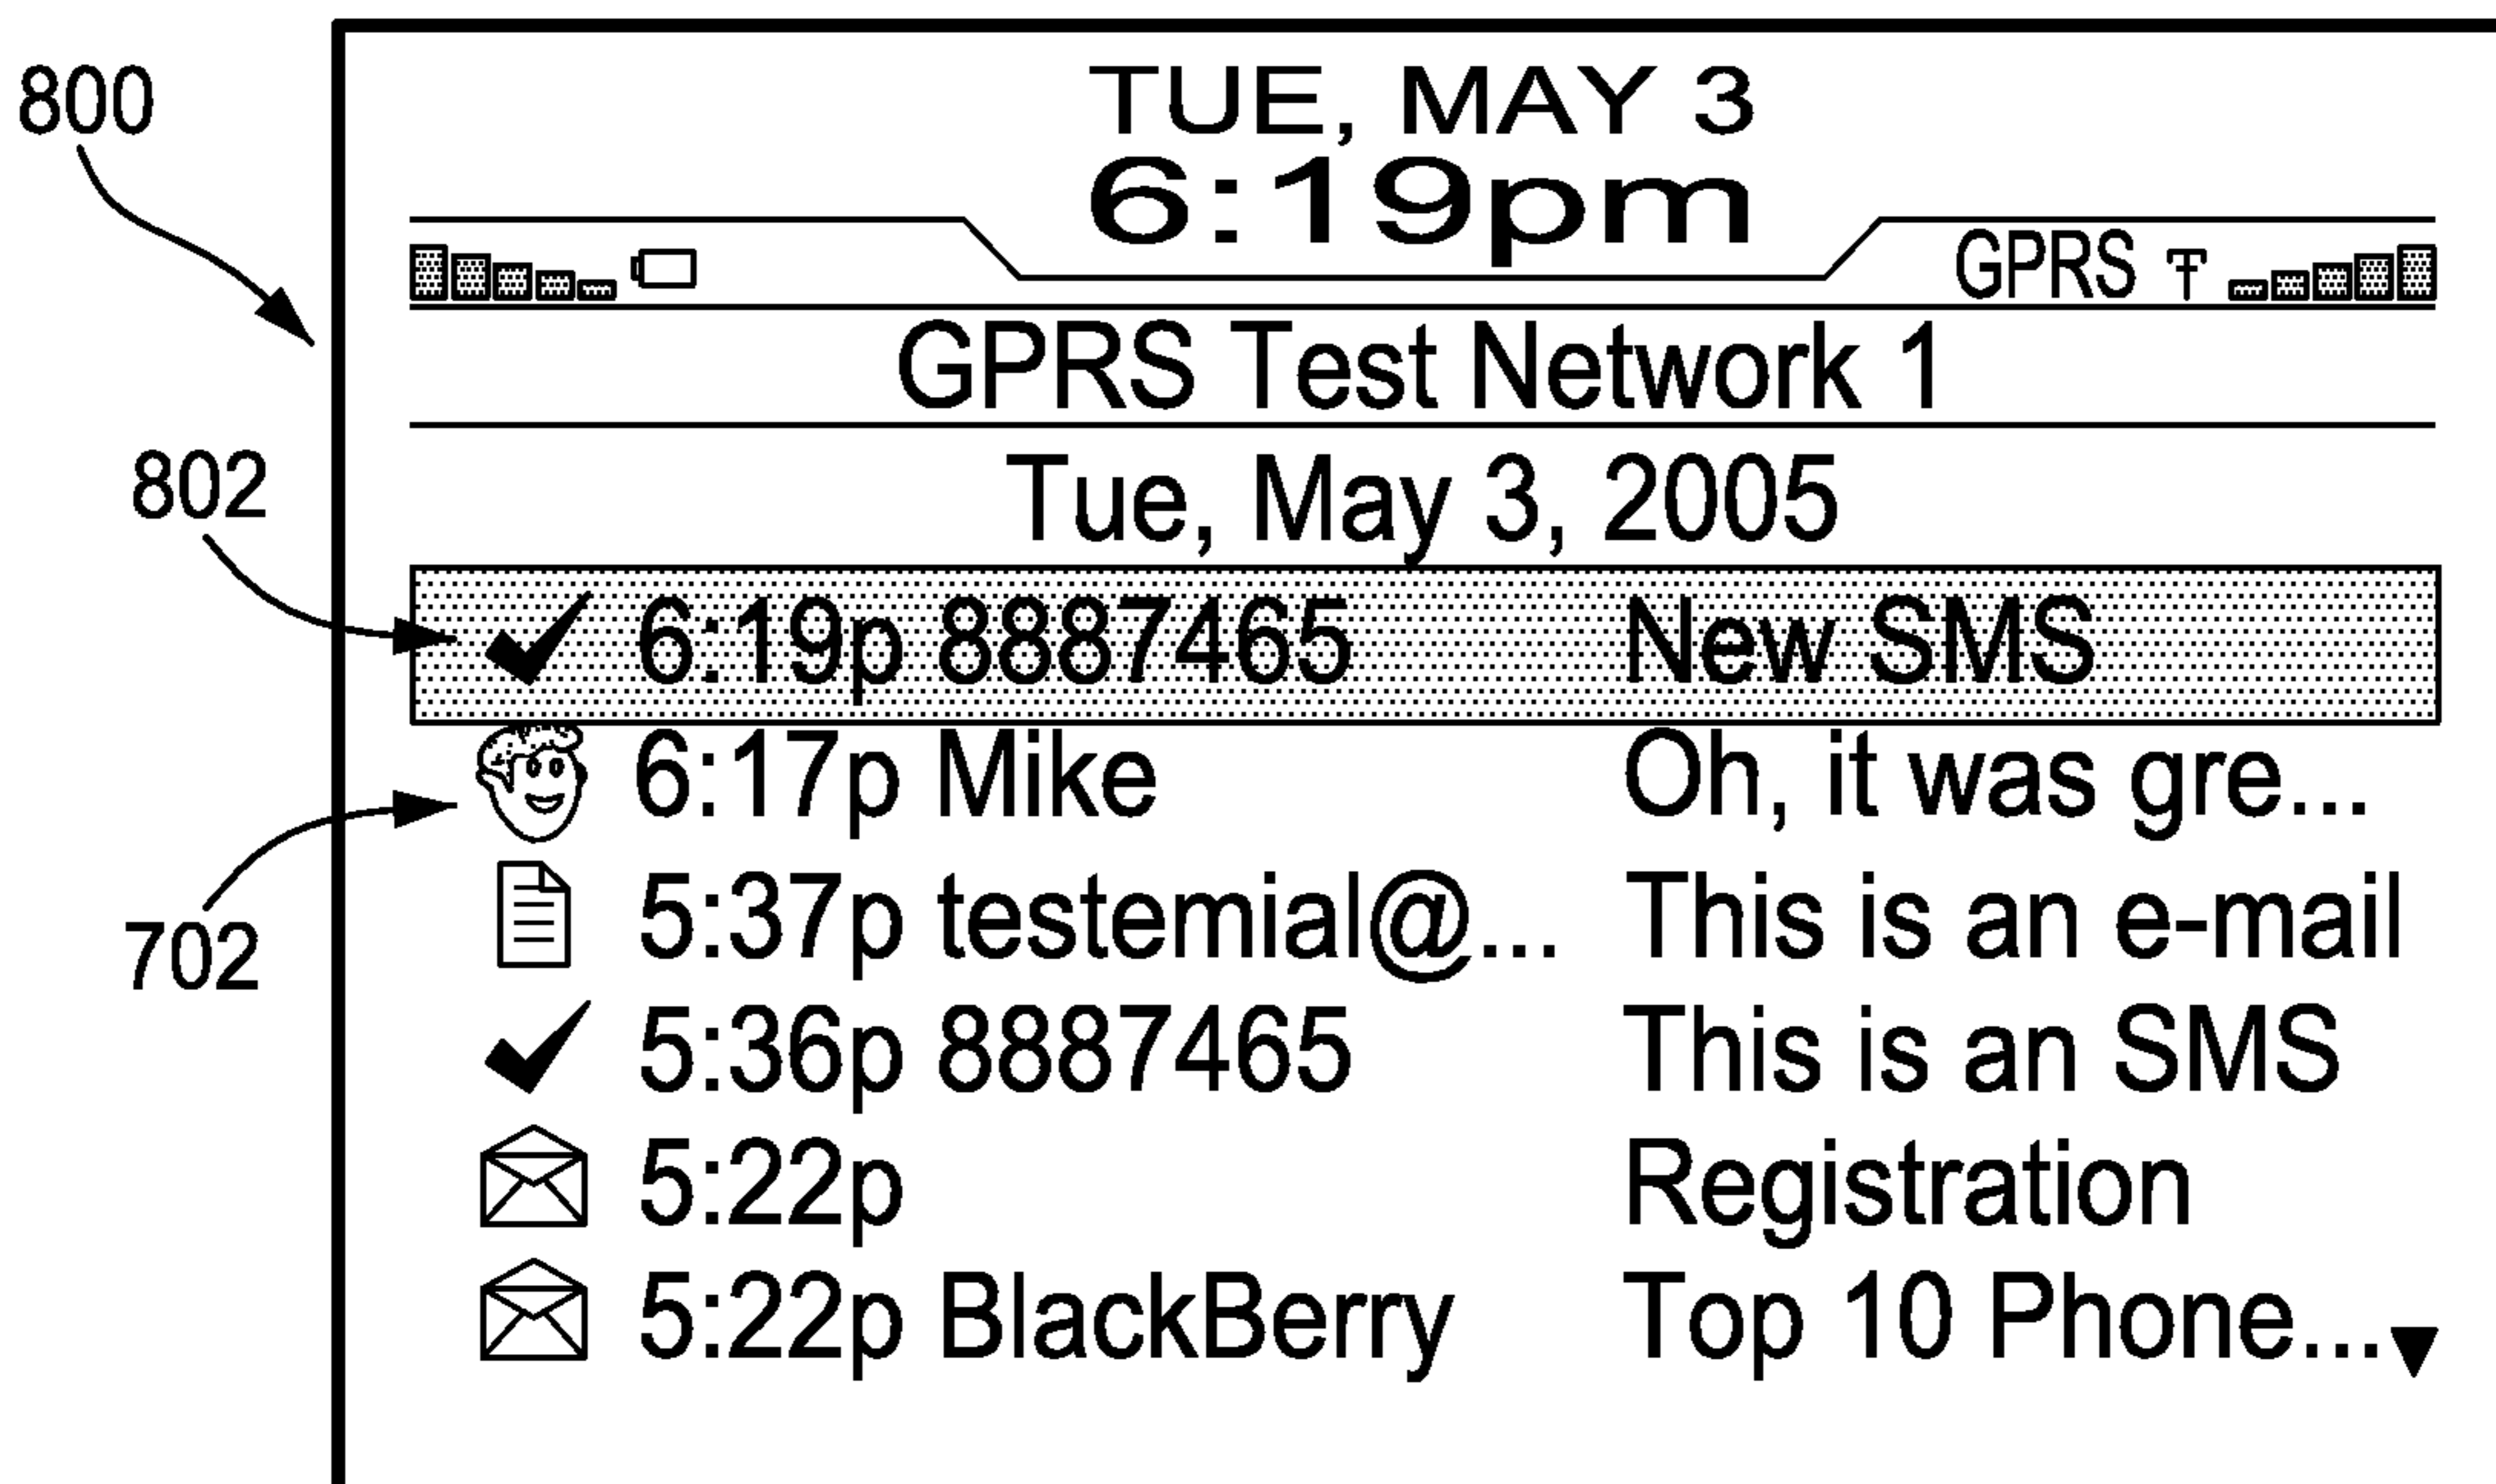 800
TUE, MAY 3
6:19pm
GPRS
GPRS Test Network 1
802
Tue, May 3, 2005
6:19p 8887465 New SMS
6:17p Mike Oh, it was gre...
702
5:37p testemial@... This is an e-mail
5:36p 8887465 This is an SMS
5:22p Registration
5:22p BlackBerry Top 10 Phone...